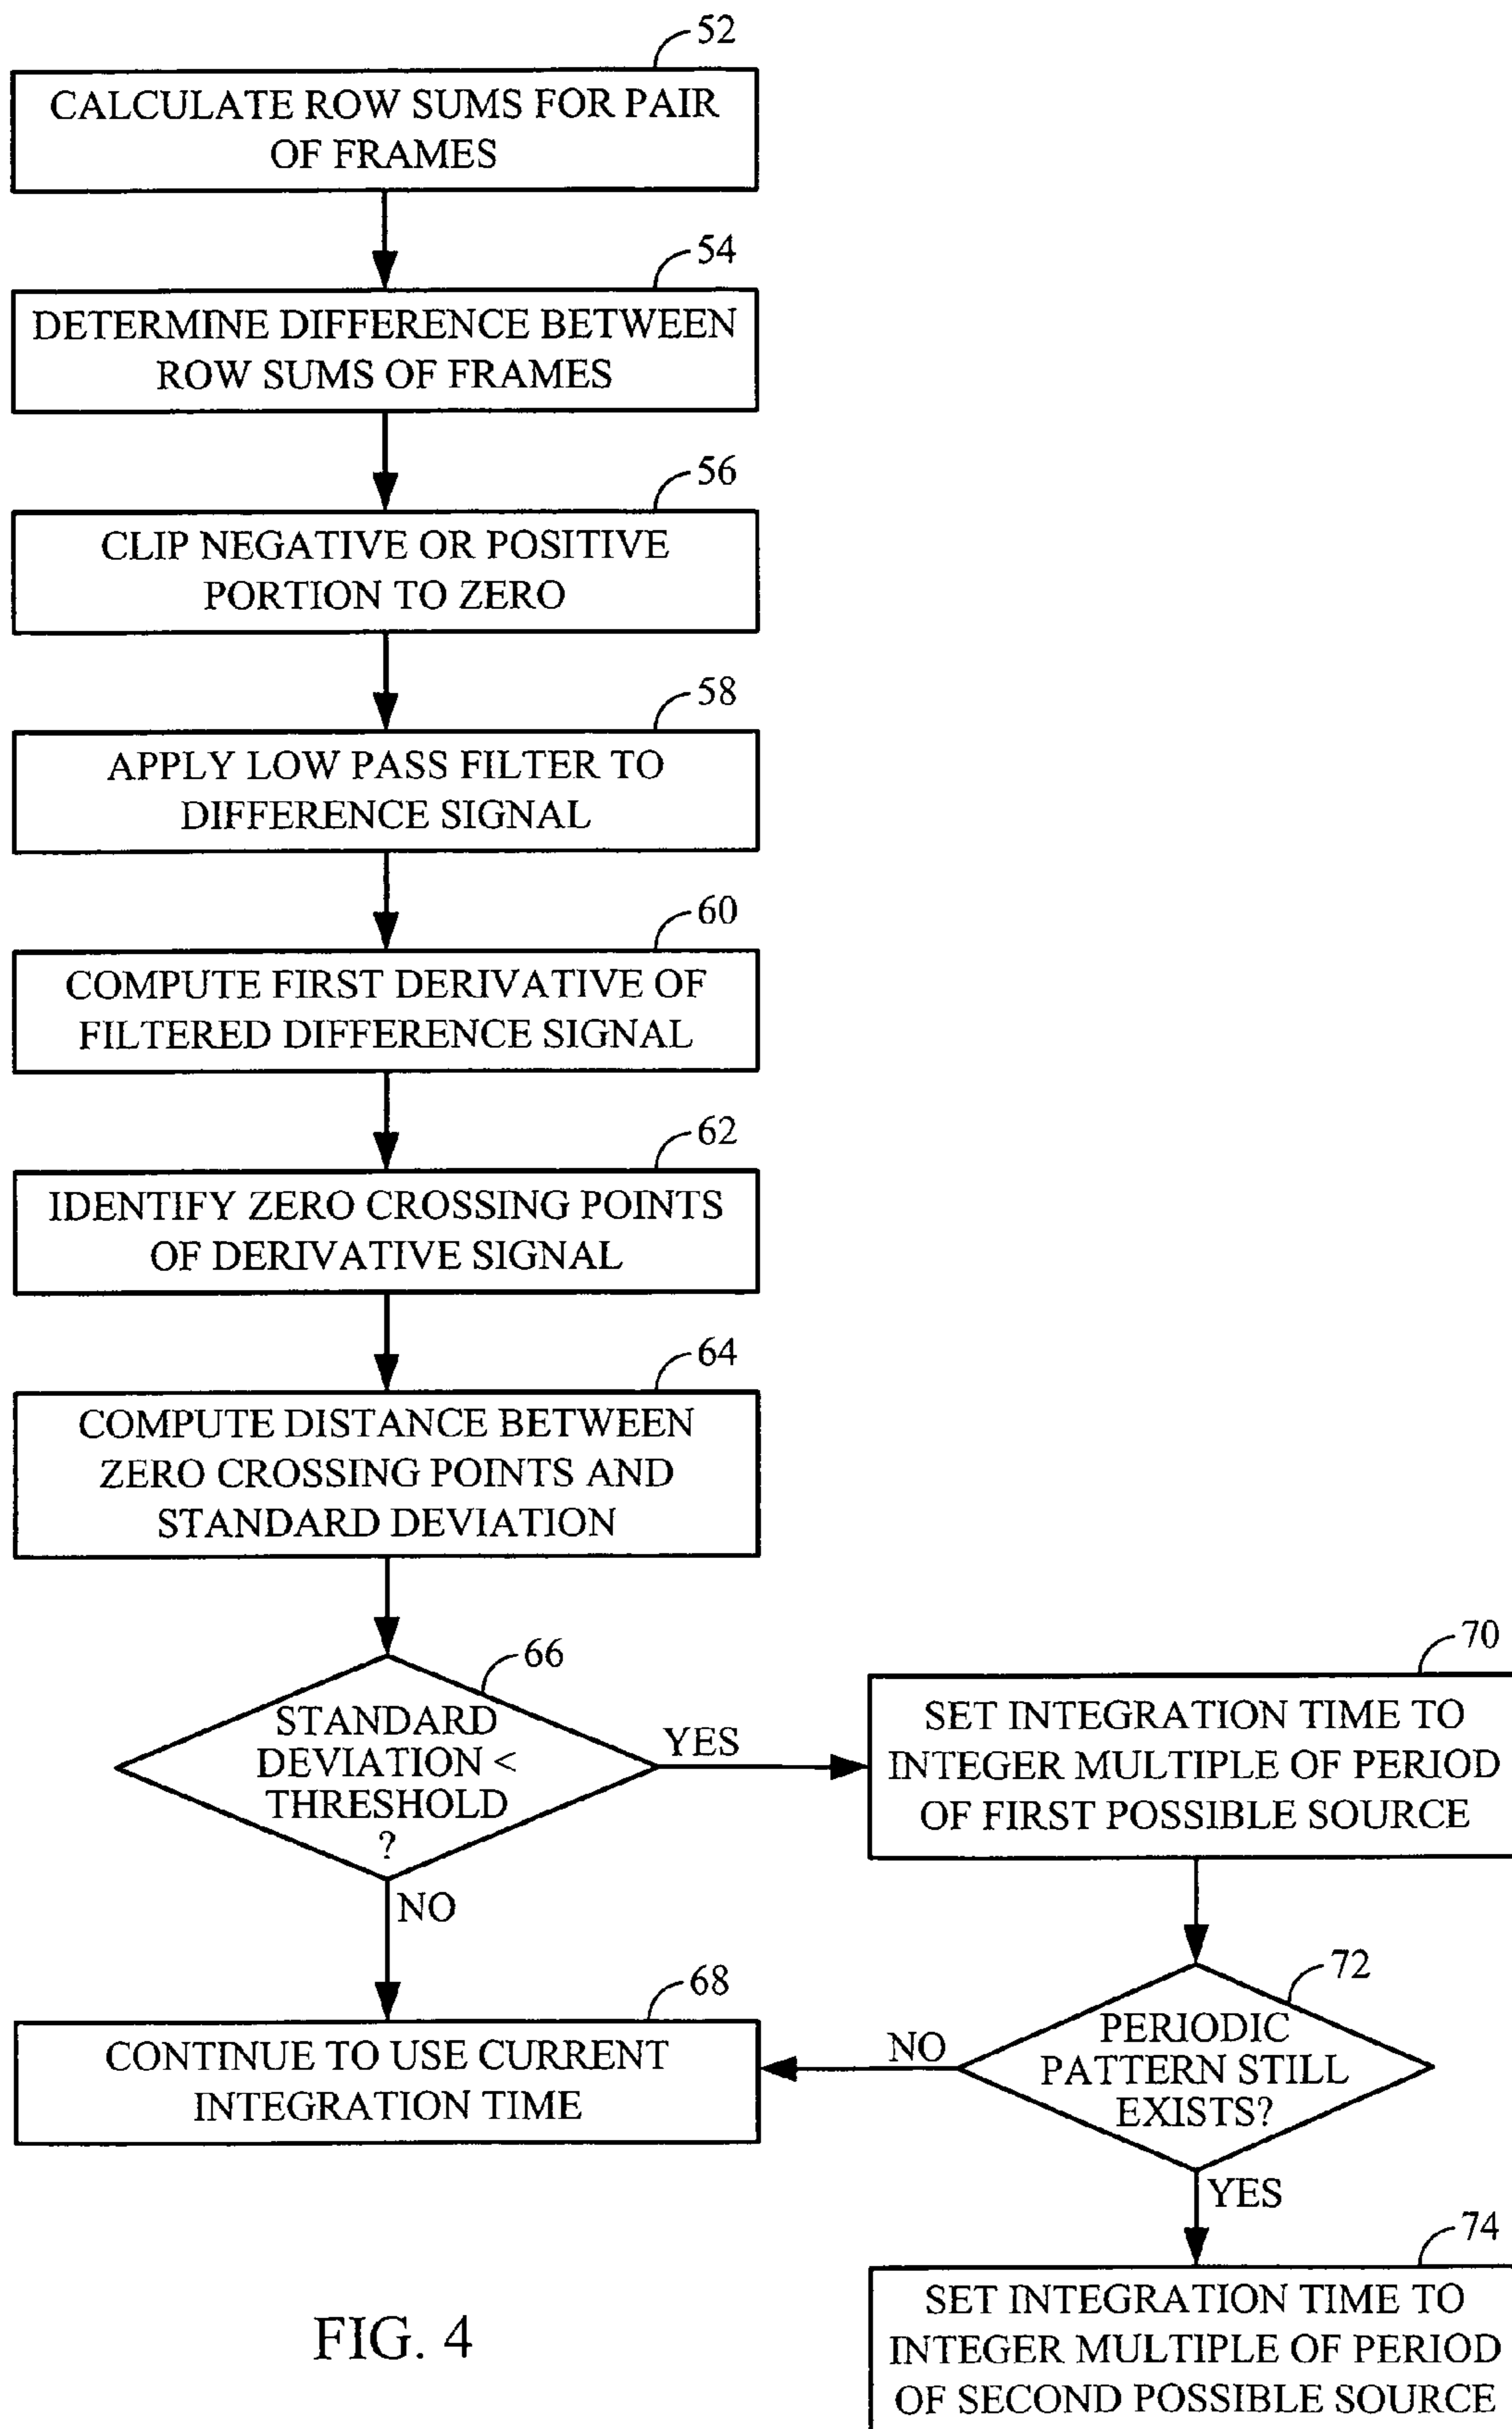 52
CALCULATE ROW SUMS FOR PAIR
OF FRAMES
54
DETERMINE DIFFERENCE BETWEEN
ROW SUMS OF FRAMES
56
CLIP NEGATIVE OR POSITIVE
PORTION TO ZERO
58
APPLY LOW PASS FILTER TO
DIFFERENCE SIGNAL
60
COMPUTE FIRST DERIVATIVE OF
FILTERED DIFFERENCE SIGNAL
62
IDENTIFY ZERO CROSSING POINTS
OF DERIVATIVE SIGNAL
64
COMPUTE DISTANCE BETWEEN
ZERO CROSSING POINTS AND
STANDARD DEVIATION
66
STANDARD
DEVIATION <
THRESHOLD
?
YES
NO
70
SET INTEGRATION TIME TO
INTEGER MULTIPLE OF PERIOD
OF FIRST POSSIBLE SOURCE
72
PERIODIC
PATTERN STILL
EXISTS?
NO
YES
68
CONTINUE TO USE CURRENT
INTEGRATION TIME
74
SET INTEGRATION TIME TO
INTEGER MULTIPLE OF PERIOD
OF SECOND POSSIBLE SOURCE
FIG. 4